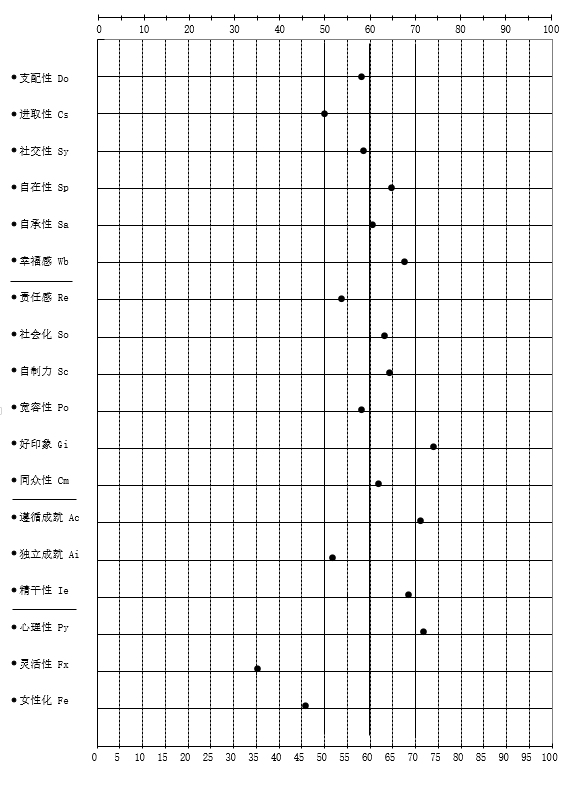 0 10 20 30 40 50 60 70 80 90 100
● 支配性 Do
● 进取性 Cs
● 社交性 Sy
● 自在性 Sp
● 自承性 Sa
● 幸福感 Wb
● 责任感 Re
● 社会化 So
● 自制力 Sc
● 宽容性 Po
● 好印象 Gi
● 同众性 Cm
● 遵循成就 Ac
● 独立成就 Ai
● 精干性 Ie
● 心理性 Py
● 灵活性 Fx
● 女性化 Fe
0 5 10 15 20 25 30 35 40 45 50 55 60 65 70 75 80 85 90 95 100